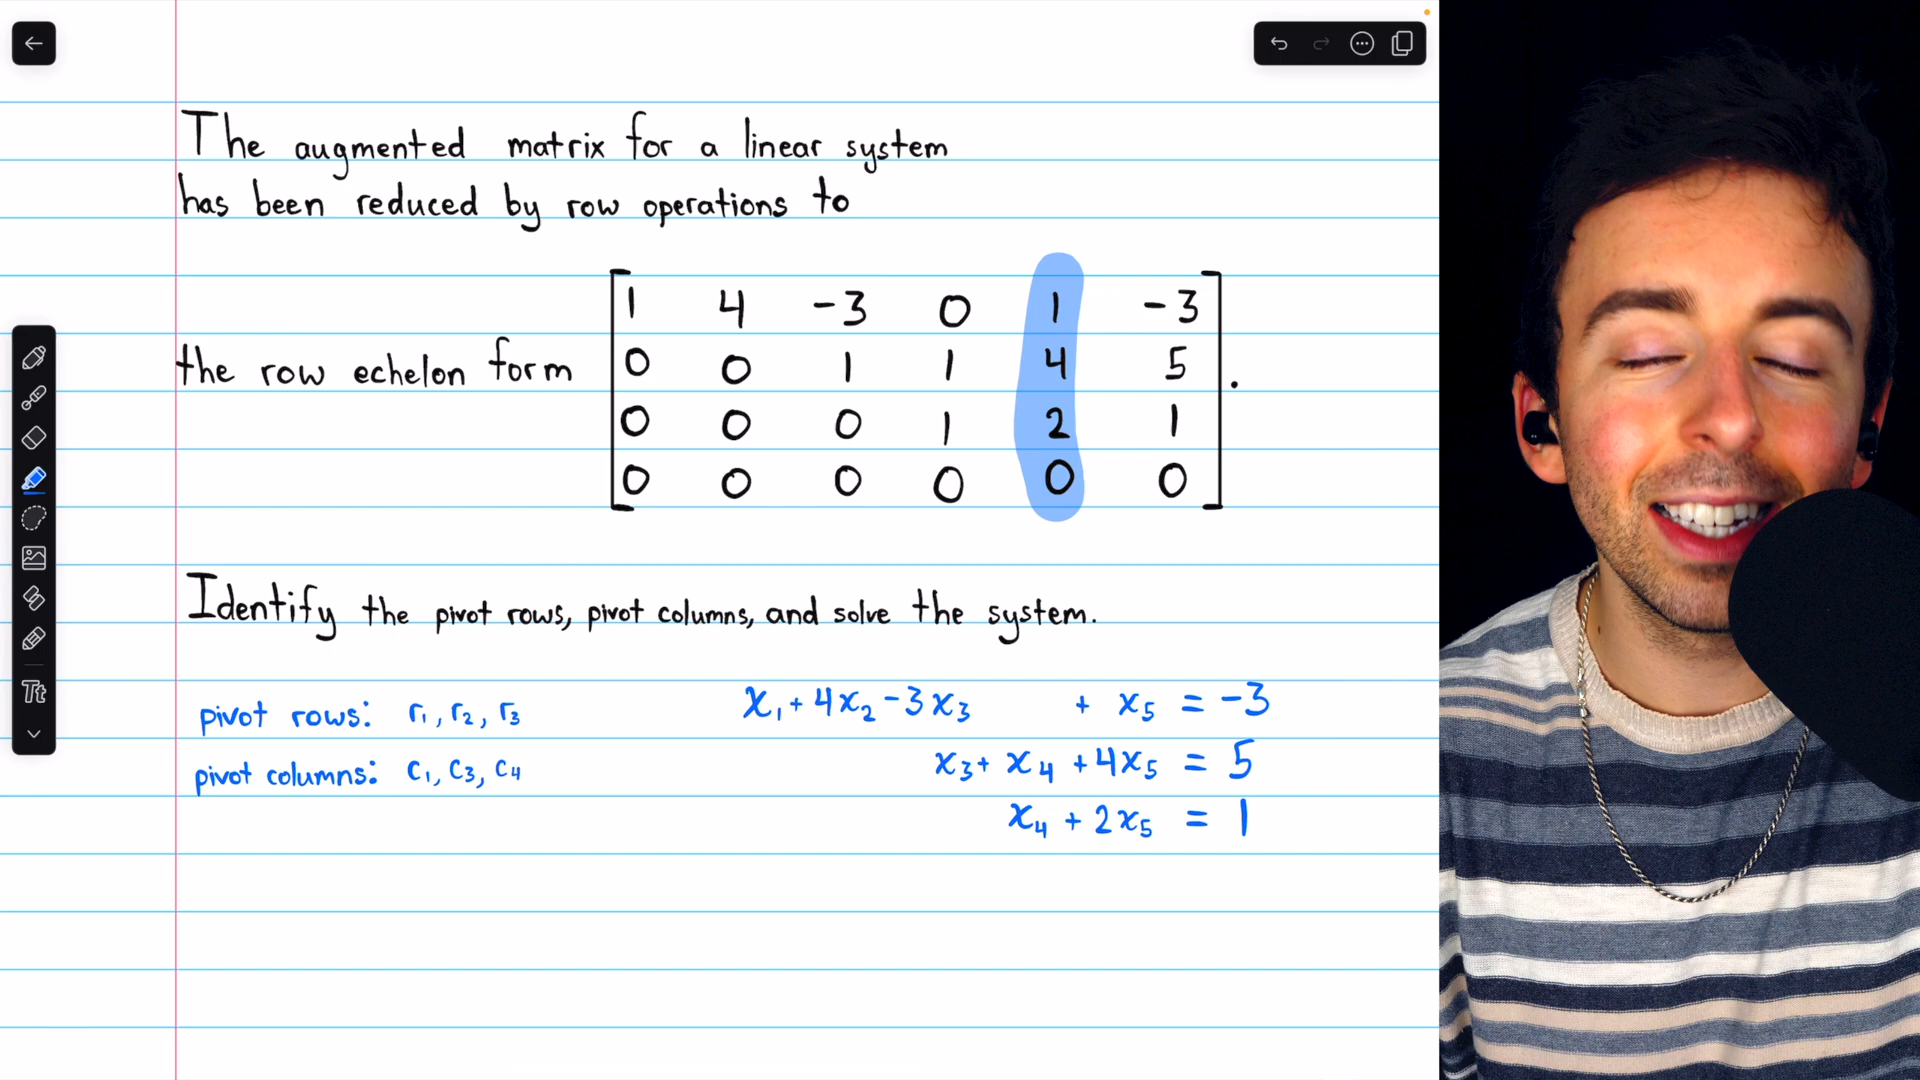 The augmented matrix for a linear system
has been reduced by row operations to
1 4 -3 0 1 -3
0 0 1 1 4 5
the row echelon form .
0 0 0 1 2 1
0 0 0 0 0 0
Identify the pivot rows, pivot columns, and solve the system.
pivot rows: r₁, r₂, r₃
x₁ + 4x₂ - 3x₃ + x₅ = -3
pivot columns: c₁, c₃, c₄
x₃ + x₄ + 4x₅ = 5
x₄ + 2x₅ = 1
Tt